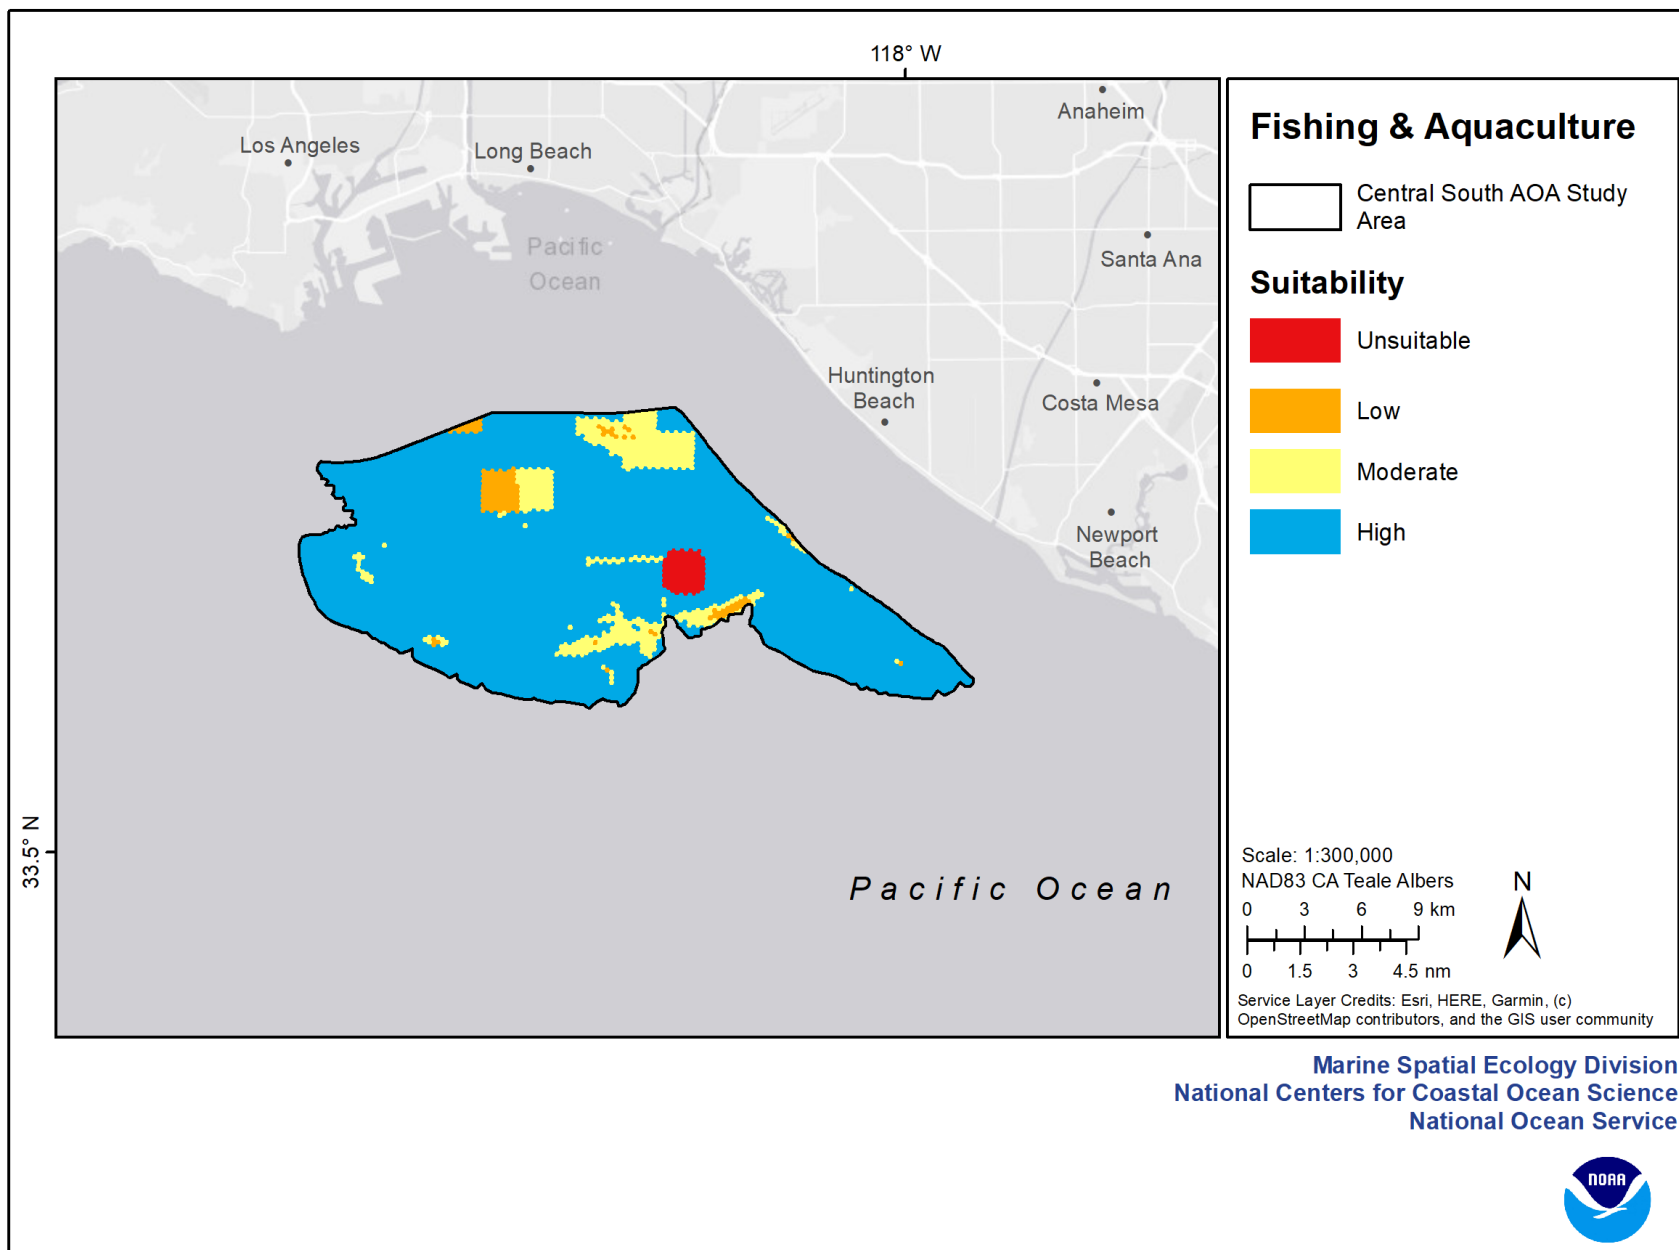 118° W
Anaheim
Los Angeles
Long Beach
Pacific
Ocean
Santa Ana
Huntington
Beach
Costa Mesa
Newport
Beach
33.5° N
Pacific Ocean
Fishing & Aquaculture
Central South AOA Study
Area
Suitability
Unsuitable
Low
Moderate
High
Scale: 1:300,000
NAD83 CA Teale Albers
0 3 6 9 km
0 1.5 3 4.5 nm
N
Service Layer Credits: Esri, HERE, Garmin, (c)
OpenStreetMap contributors, and the GIS user community
Marine Spatial Ecology Division
National Centers for Coastal Ocean Science
National Ocean Service
NOAA